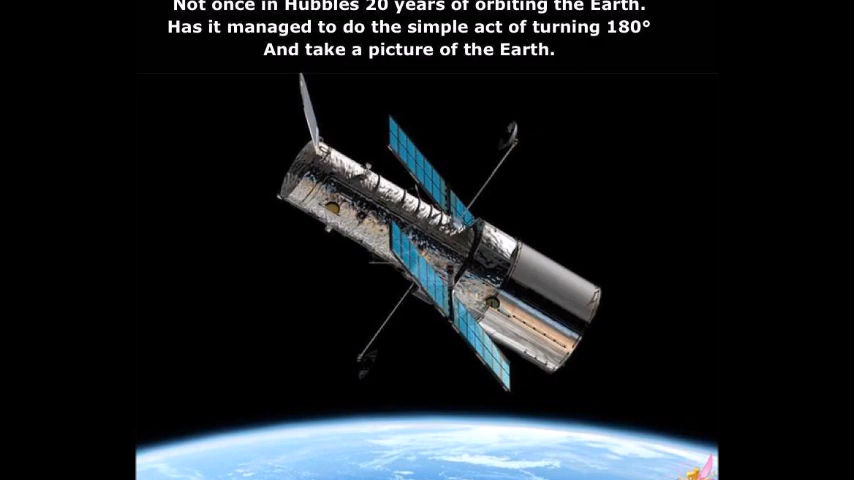 Not once in Hubbles 20 years of orbiting the Earth.
Has it managed to do the simple act of turning 180°
And take a picture of the Earth.